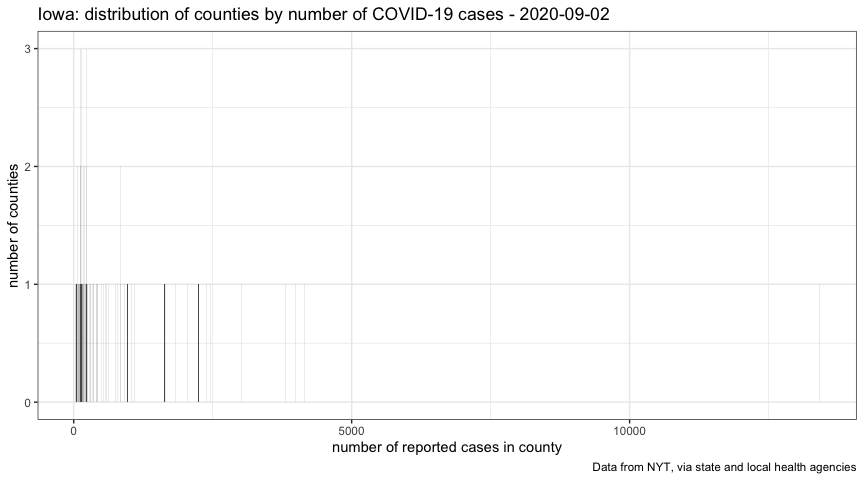 Iowa: distribution of counties by number of COVID-19 cases - 2020-09-02
number of counties
3
2
1
0
0
5000
10000
number of reported cases in county
Data from NYT, via state and local health agencies